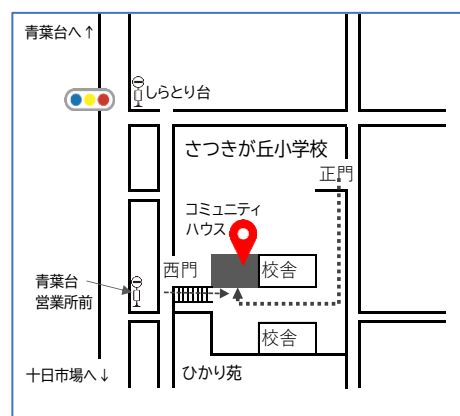 青葉台へ↑
しらとり台
さつきが丘小学校
正門
コミュニティ
ハウス
西門
校舎
青葉台
営業所前
校舎
十日市場へ↓
ひかり苑